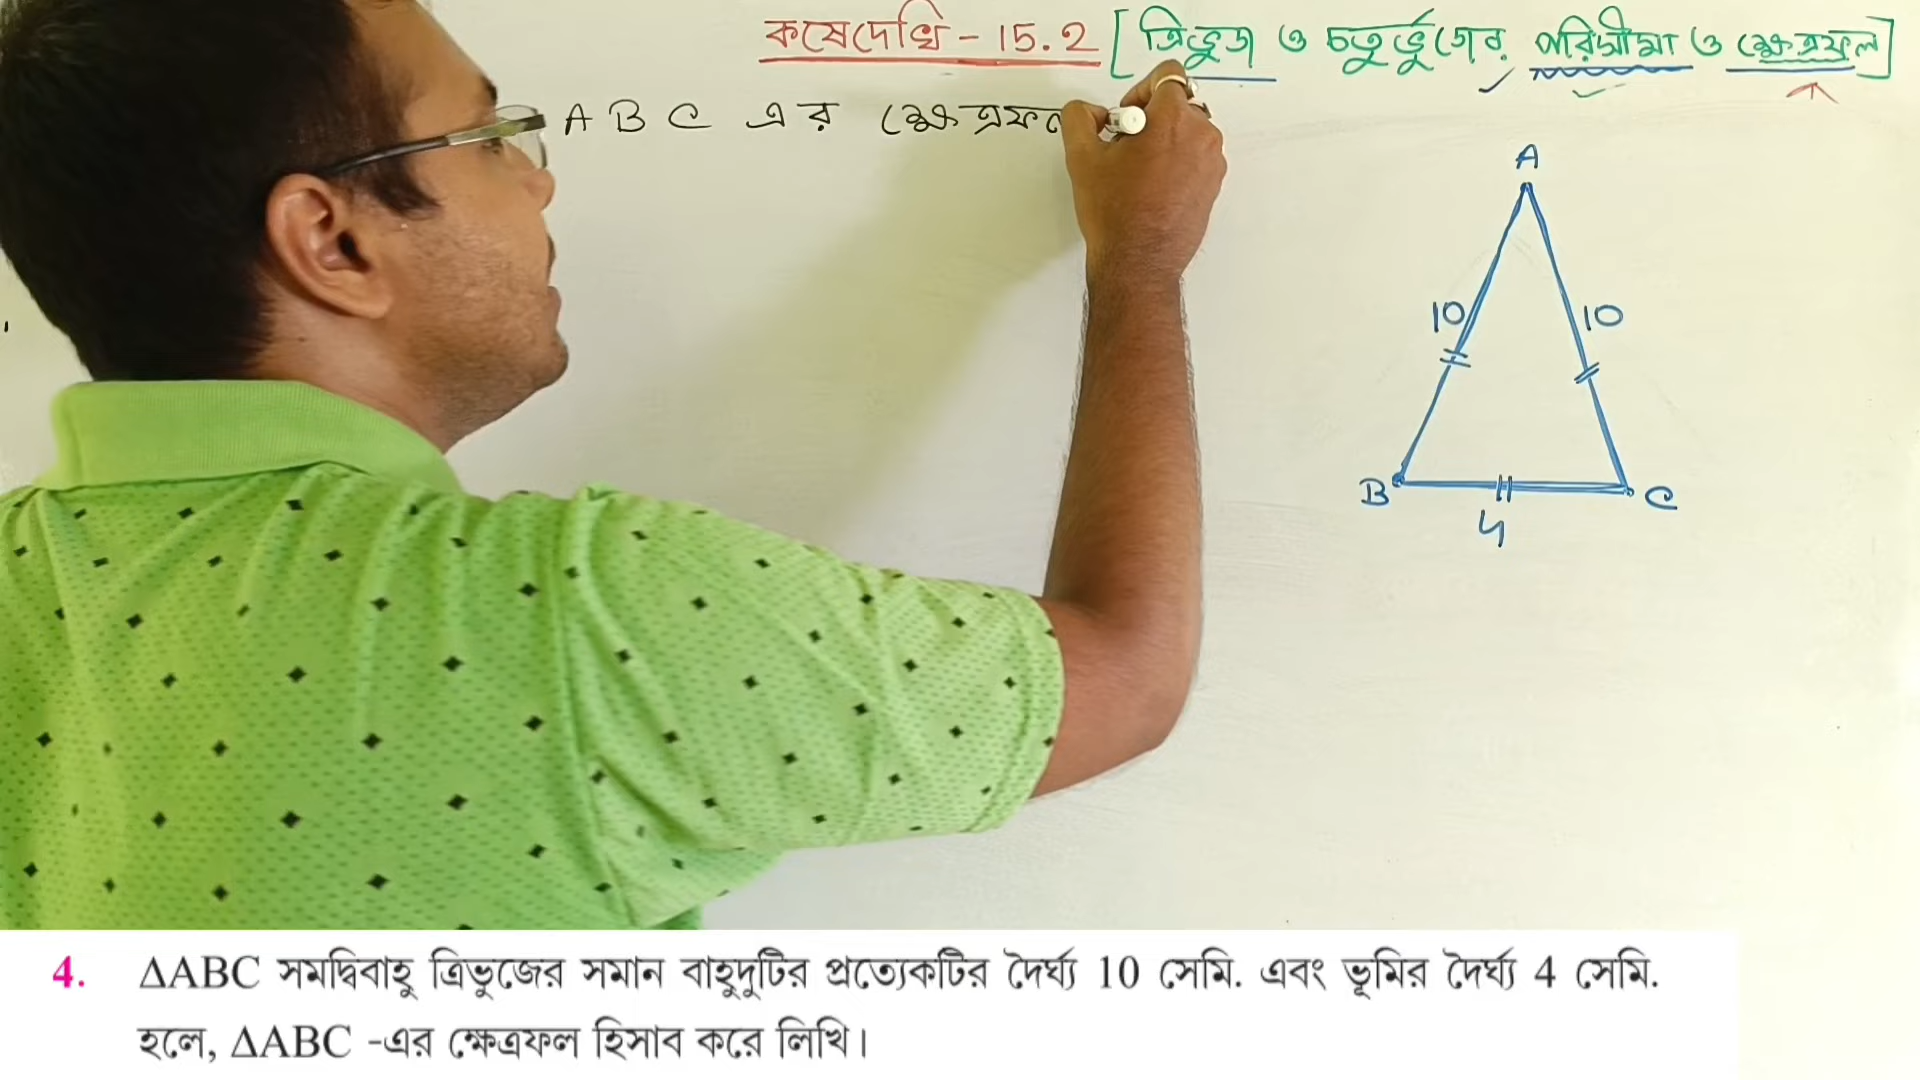 কষেদেখি - 15.2 [ত্রিভুজ ও চতুর্ভুজের পরিসীমা ও ক্ষেত্রফল]
ABC এর ক্ষেত্রফল
A
10 10
B C
4
4. ΔABC সমদ্বিবাহু ত্রিভুজের সমান বাহুদুটির প্রত্যেকটির দৈর্ঘ্য 10 সেমি. এবং ভূমির দৈর্ঘ্য 4 সেমি.
হলে, ΔABC -এর ক্ষেত্রফল হিসাব করে লিখি।